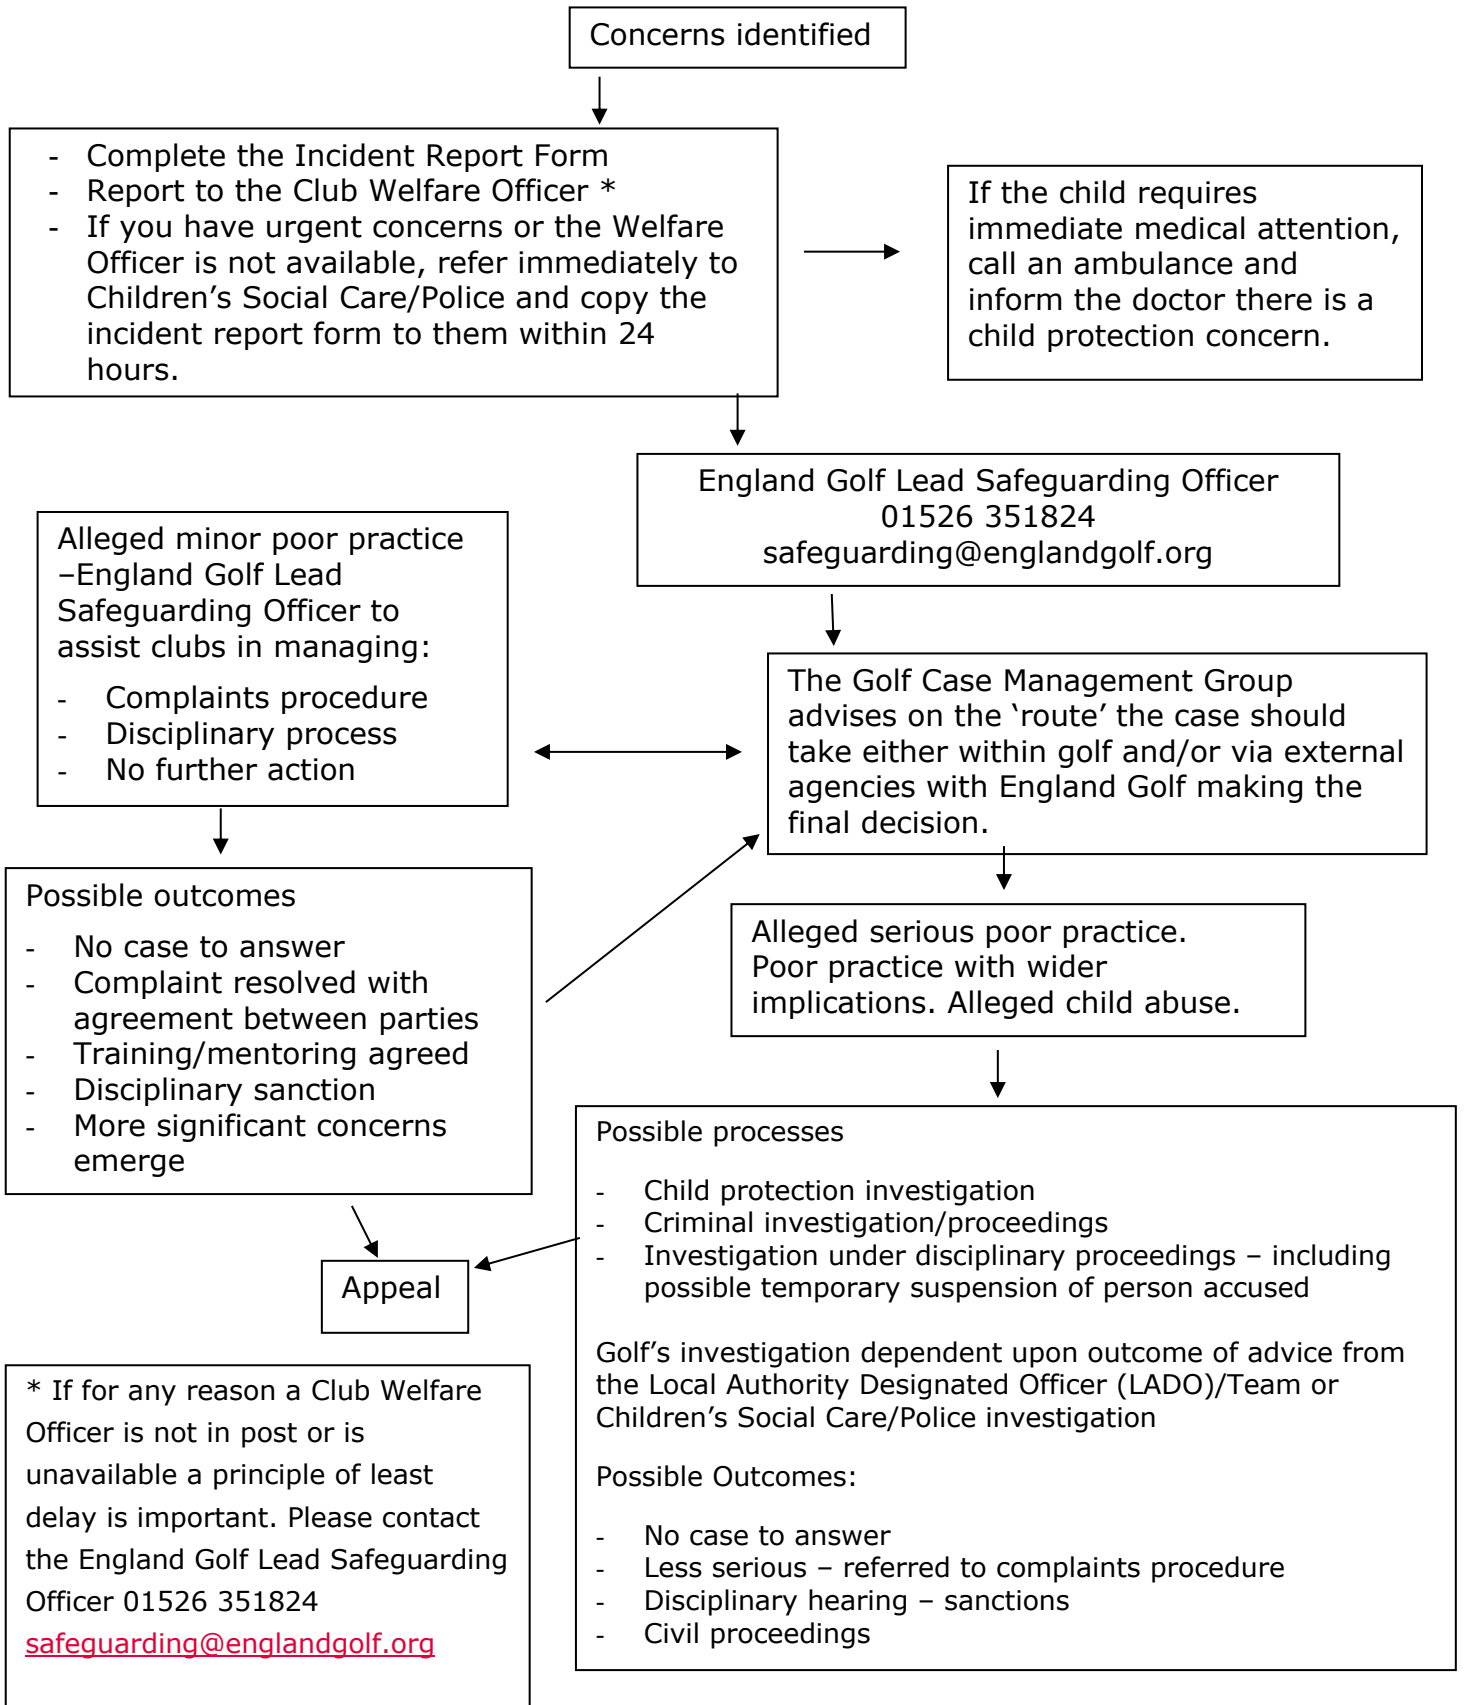 Concerns identified
- Complete the Incident Report Form
- Report to the Club Welfare Officer *
- If you have urgent concerns or the Welfare
Officer is not available, refer immediately to
Children’s Social Care/Police and copy the
incident report form to them within 24
hours.
If the child requires
immediate medical attention,
call an ambulance and
inform the doctor there is a
child protection concern.
England Golf Lead Safeguarding Officer
01526 351824
safeguarding@englandgolf.org
Alleged minor poor practice
–England Golf Lead
Safeguarding Officer to
assist clubs in managing:
- Complaints procedure
- Disciplinary process
- No further action
The Golf Case Management Group
advises on the ‘route’ the case should
take either within golf and/or via external
agencies with England Golf making the
final decision.
Possible outcomes
- No case to answer
- Complaint resolved with
agreement between parties
- Training/mentoring agreed
- Disciplinary sanction
- More significant concerns
emerge
Alleged serious poor practice.
Poor practice with wider
implications. Alleged child abuse.
Possible processes
- Child protection investigation
- Criminal investigation/proceedings
- Investigation under disciplinary proceedings – including
possible temporary suspension of person accused
Golf’s investigation dependent upon outcome of advice from
the Local Authority Designated Officer (LADO)/Team or
Children’s Social Care/Police investigation
Possible Outcomes:
- No case to answer
- Less serious – referred to complaints procedure
- Disciplinary hearing – sanctions
- Civil proceedings
Appeal
* If for any reason a Club Welfare
Officer is not in post or is
unavailable a principle of least
delay is important. Please contact
the England Golf Lead Safeguarding
Officer 01526 351824
safeguarding@englandgolf.org